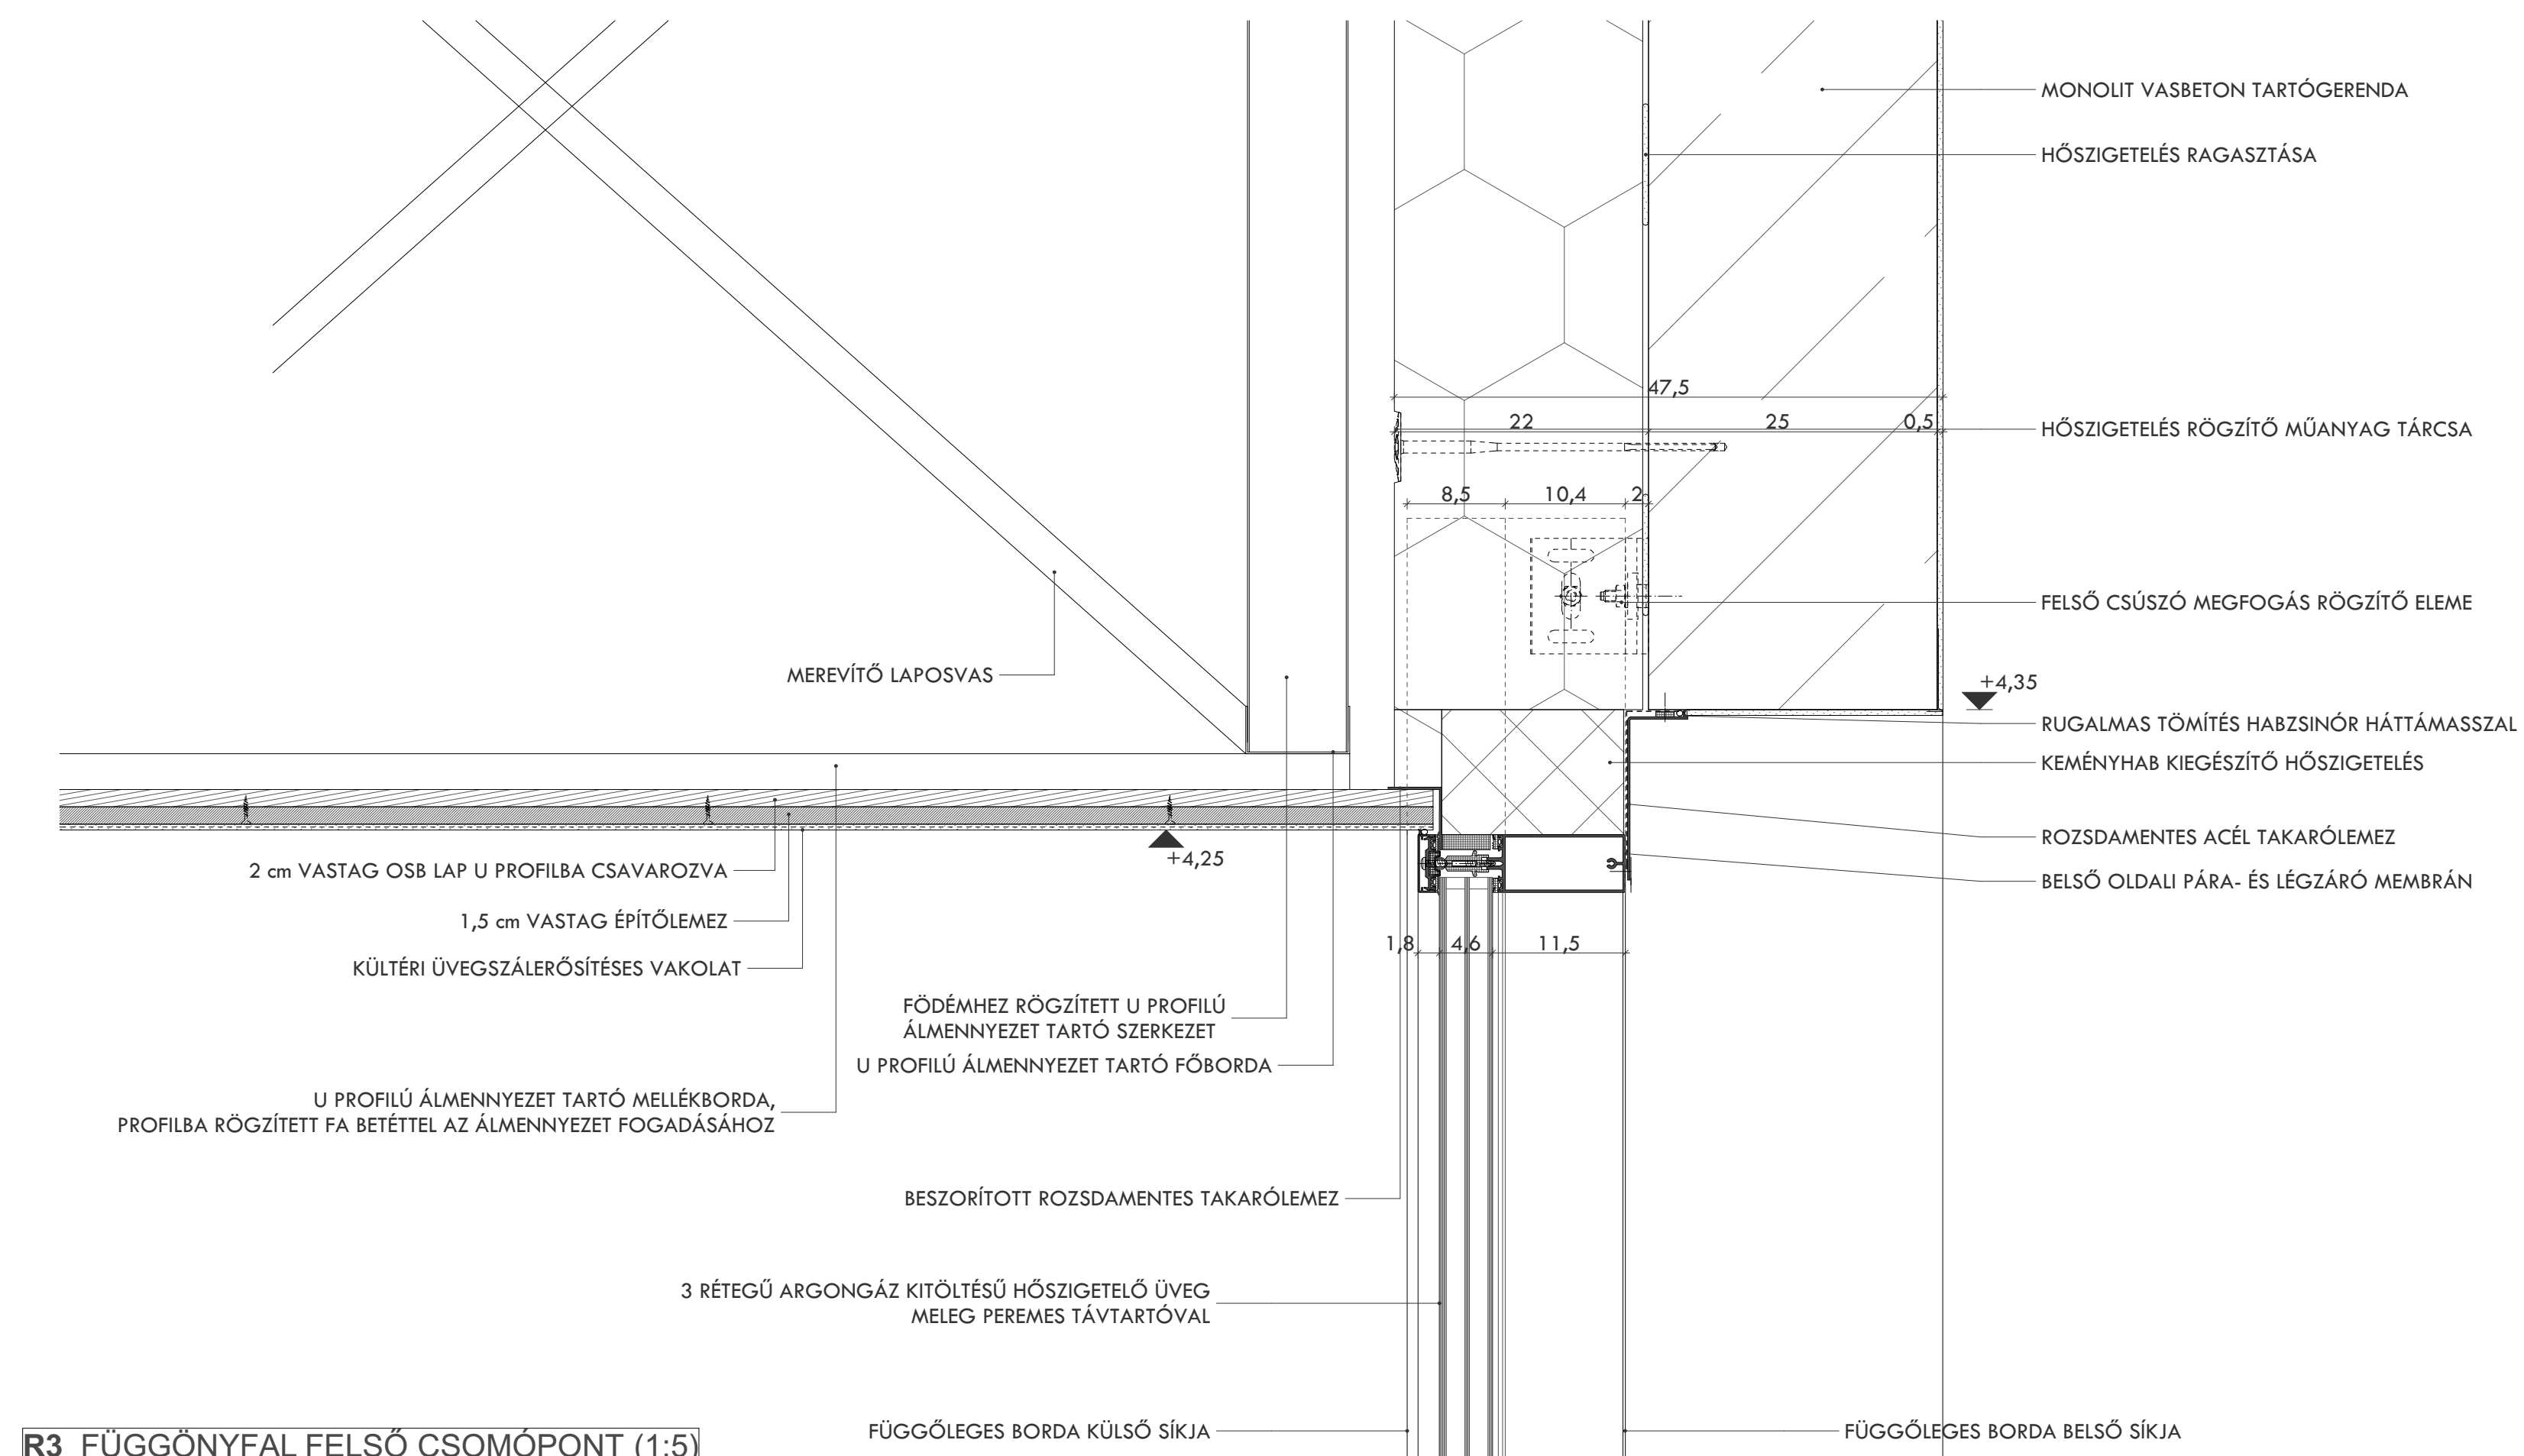 MONOLIT VASBETON TARTÓGERENDA
HŐSZIGETELÉS RAGASZTÁSA
47,5
22
25
0,5
HŐSZIGETELÉS RÖGZÍTŐ MŰANYAG TÁRCSA
8,5
10,4
2
FELSŐ CSÚSZÓ MEGFOGÁS RÖGZÍTŐ ELEME
MEREVÍTŐ LAPOSVAS
+4,35
RUGALMAS TÖMÍTÉS HABZSINÓR HÁTTÁMASSZAL
KEMÉNYHAB KIEGÉSZÍTŐ HŐSZIGETELÉS
ROZSDAMENTES ACÉL TAKARÓLEMEZ
+4,25
2 cm VASTAG OSB LAP U PROFILBA CSAVAROZVA
BELSŐ OLDALI PÁRA- ÉS LÉGZÁRÓ MEMBRÁN
1,5 cm VASTAG ÉPÍTŐLEMEZ
1,8
4,6
11,5
KÜLTÉRI ÜVEGSZÁLERŐSÍTÉSES VAKOLAT
FÖDÉMHEZ RÖGZÍTETT U PROFILÚ
ÁLMENNYEZET TARTÓ SZERKEZET
U PROFILÚ ÁLMENNYEZET TARTÓ FŐBORDA
U PROFILÚ ÁLMENNYEZET TARTÓ MELLÉKBORDA,
PROFILBA RÖGZÍTETT FA BETÉTTEL AZ ÁLMENNYEZET FOGADÁSÁHOZ
BESZORÍTOTT ROZSDAMENTES TAKARÓLEMEZ
3 RÉTEGŰ ARGONGÁZ KITÖLTÉSŰ HŐSZIGETELŐ ÜVEG
MELEG PEREMES TÁVTARTÓVAL
FÜGGŐLEGES BORDA KÜLSŐ SÍKJA
FÜGGŐLEGES BORDA BELSŐ SÍKJA
R3 FÜGGÖNYFAL FELSŐ CSOMÓPONT (1:5)